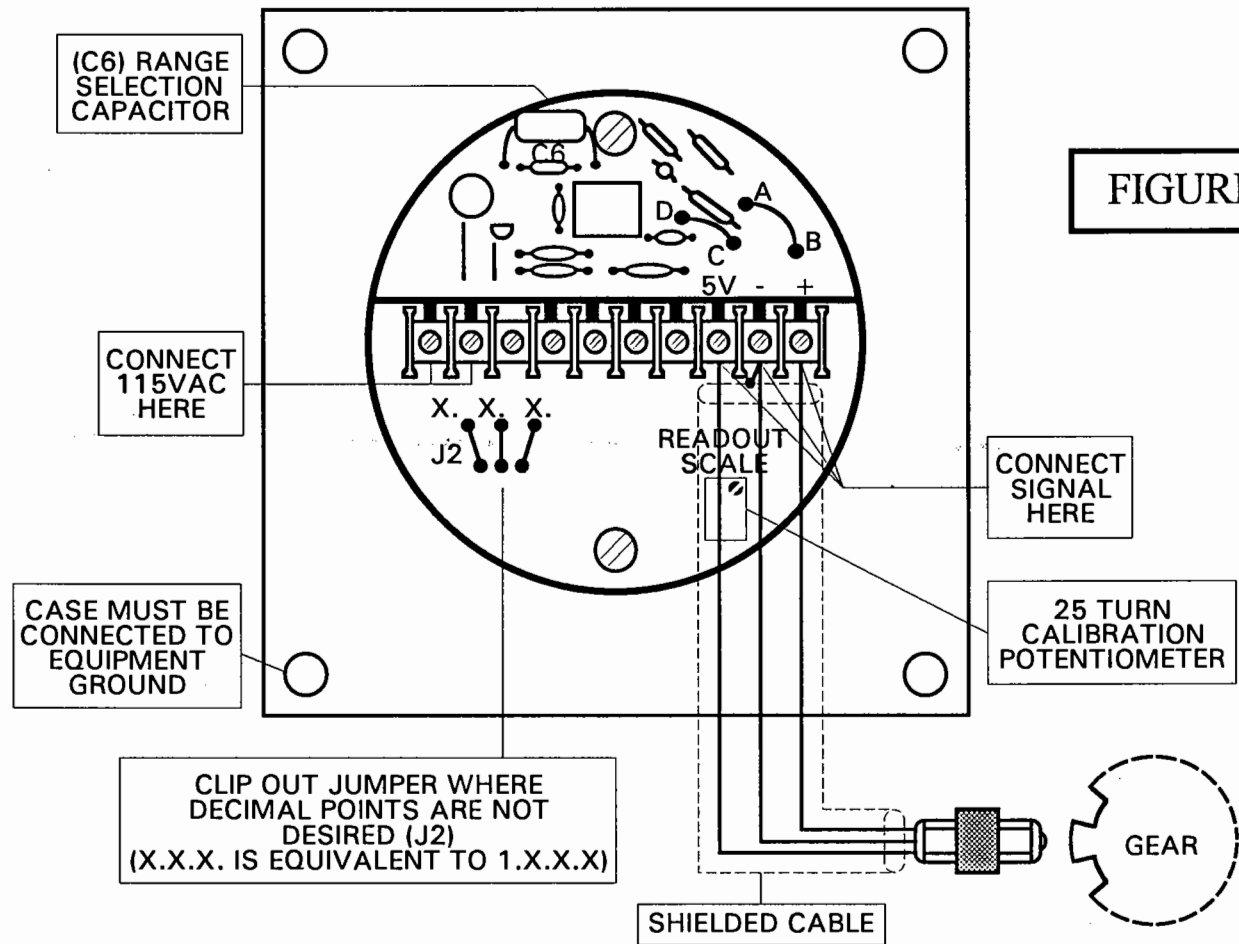 (C6) RANGE
SELECTION
CAPACITOR
C6
A
D
B
C
FIGURE
5V - +
CONNECT
115VAC
HERE
X. X. X.
J2
READOUT
SCALE
CONNECT
SIGNAL
HERE
CASE MUST BE
CONNECTED TO
EQUIPMENT
GROUND
25 TURN
CALIBRATION
POTENTIOMETER
CLIP OUT JUMPER WHERE
DECIMAL POINTS ARE NOT
DESIRED (J2)
(X.X.X. IS EQUIVALENT TO 1.X.X.X)
GEAR
SHIELDED CABLE